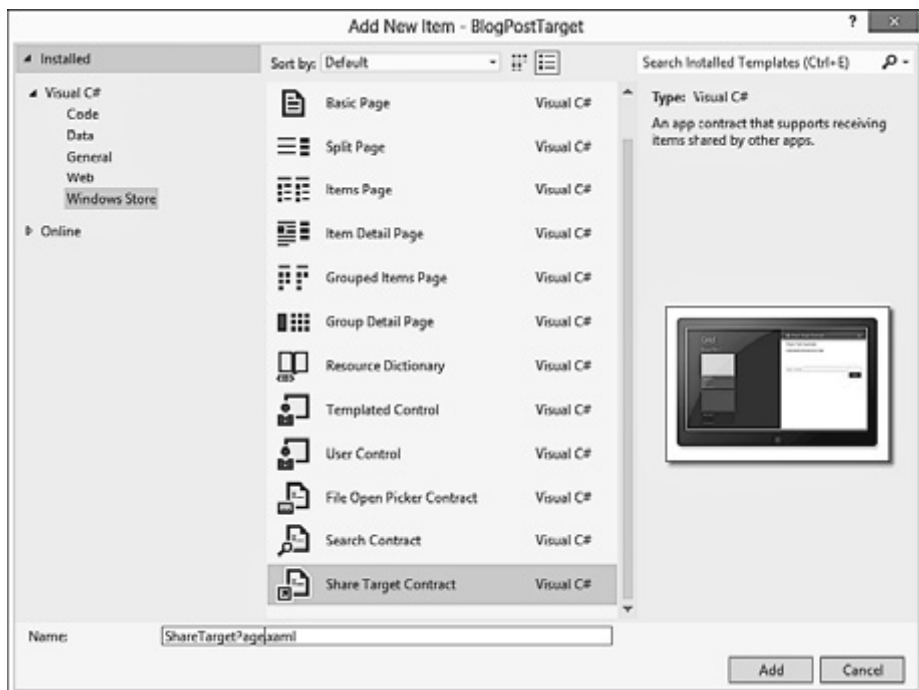 Add New Item - BlogPostTarget
?
Installed
Visual C#
Code
Data
General
Web
Windows Store
Online
Sort by: Default
Basic Page Visual C#
Split Page Visual C#
Items Page Visual C#
Item Detail Page Visual C#
Grouped Items Page Visual C#
Group Detail Page Visual C#
Resource Dictionary Visual C#
Templated Control Visual C#
User Control Visual C#
File Open Picker Contract Visual C#
Search Contract Visual C#
Share Target Contract Visual C#
Search Installed Templates (Ctrl+E)
Type: Visual C#
An app contract that supports receiving
items shared by other apps.
Name: ShareTargetPage.xaml
Add Cancel